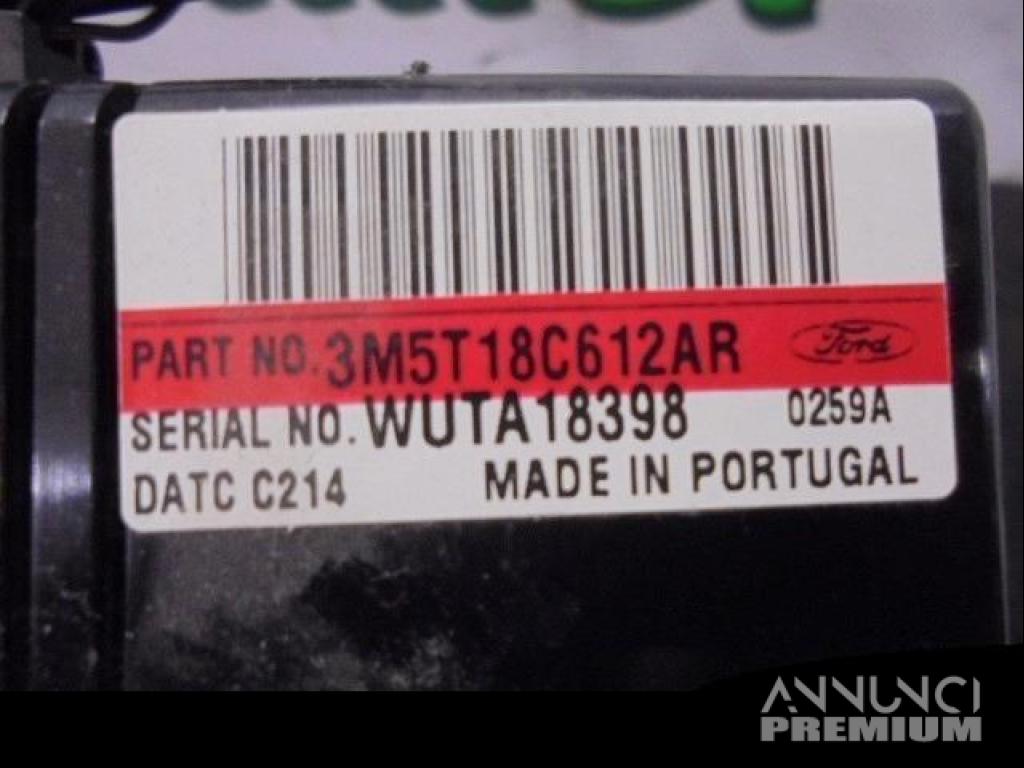 PART NO. 3M5T18C612AR Ford
SERIAL NO. WUTA18398 0259A
DATC C214 MADE IN PORTUGAL
ANNUNCI
PREMIUM